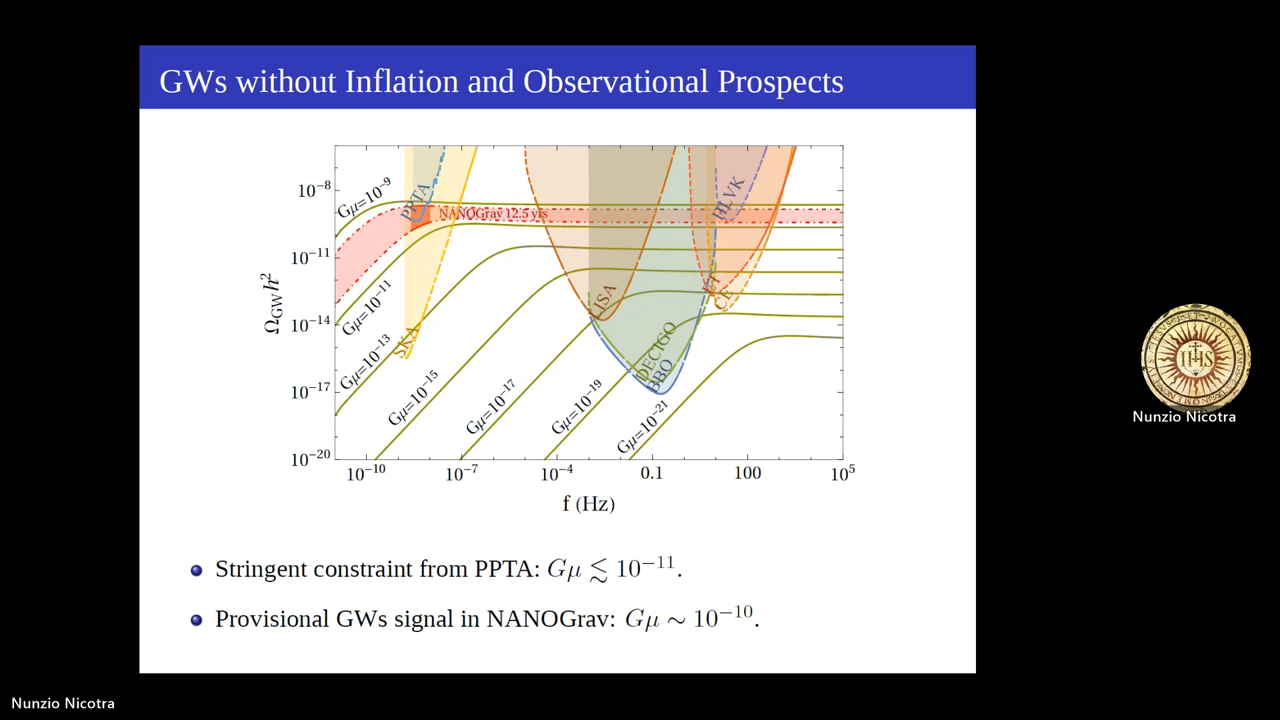 GWs without Inflation and Observational Prospects
10⁻⁸
10⁻¹¹
10⁻¹⁴
10⁻¹⁷
10⁻²⁰
Ω_GW h²
Gμ=10⁻⁹
Gμ=10⁻¹¹
Gμ=10⁻¹³
Gμ=10⁻¹⁵
Gμ=10⁻¹⁷
Gμ=10⁻¹⁹
Gμ=10⁻²¹
PPTA
NANOGrav 12.5 yrs
SKA
LISA
DECIGO
BBO
ET
CE
HLVK
10⁻¹⁰ 10⁻⁷ 10⁻⁴ 0.1 100 10⁵
f (Hz)
Stringent constraint from PPTA: Gμ ≲ 10⁻¹¹.
Provisional GWs signal in NANOGrav: Gμ ∼ 10⁻¹⁰.
IHS
Nunzio Nicotra
Nunzio Nicotra